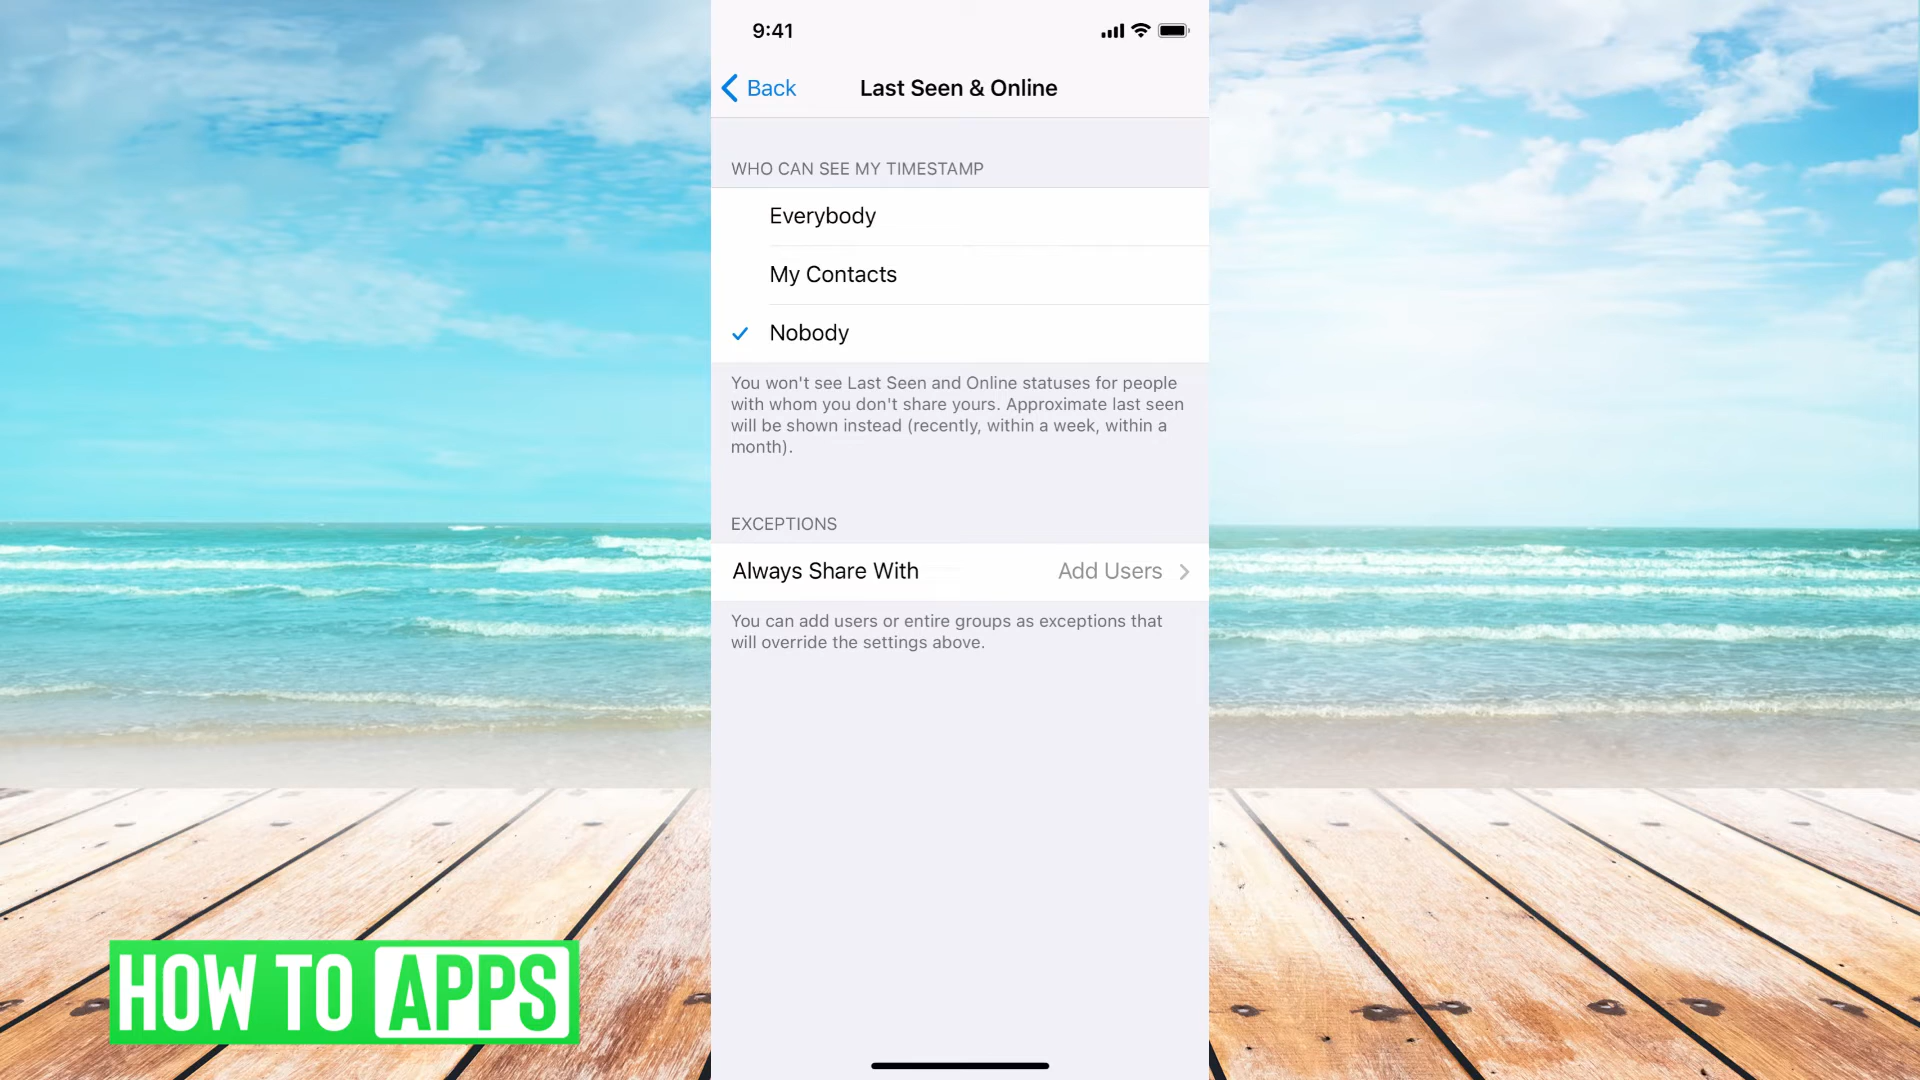 9:41
Back
Last Seen & Online
WHO CAN SEE MY TIMESTAMP
Everybody
My Contacts
Nobody
You won't see Last Seen and Online statuses for people
with whom you don't share yours. Approximate last seen
will be shown instead (recently, within a week, within a
month).
EXCEPTIONS
Always Share With Add Users
You can add users or entire groups as exceptions that
will override the settings above.
HOW TO APPS